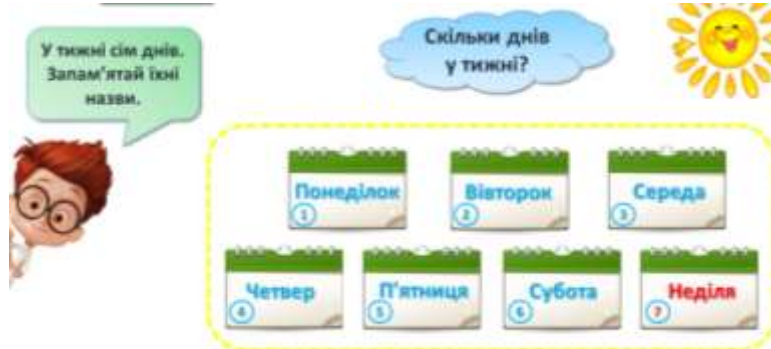 У тижні сім днів.
Запам'ятай їхні
назви.
Скільки днів
у тижні?
Понеділок
1
Вівторок
2
Середа
3
Четвер
4
П'ятниця
5
Субота
6
Неділя
7